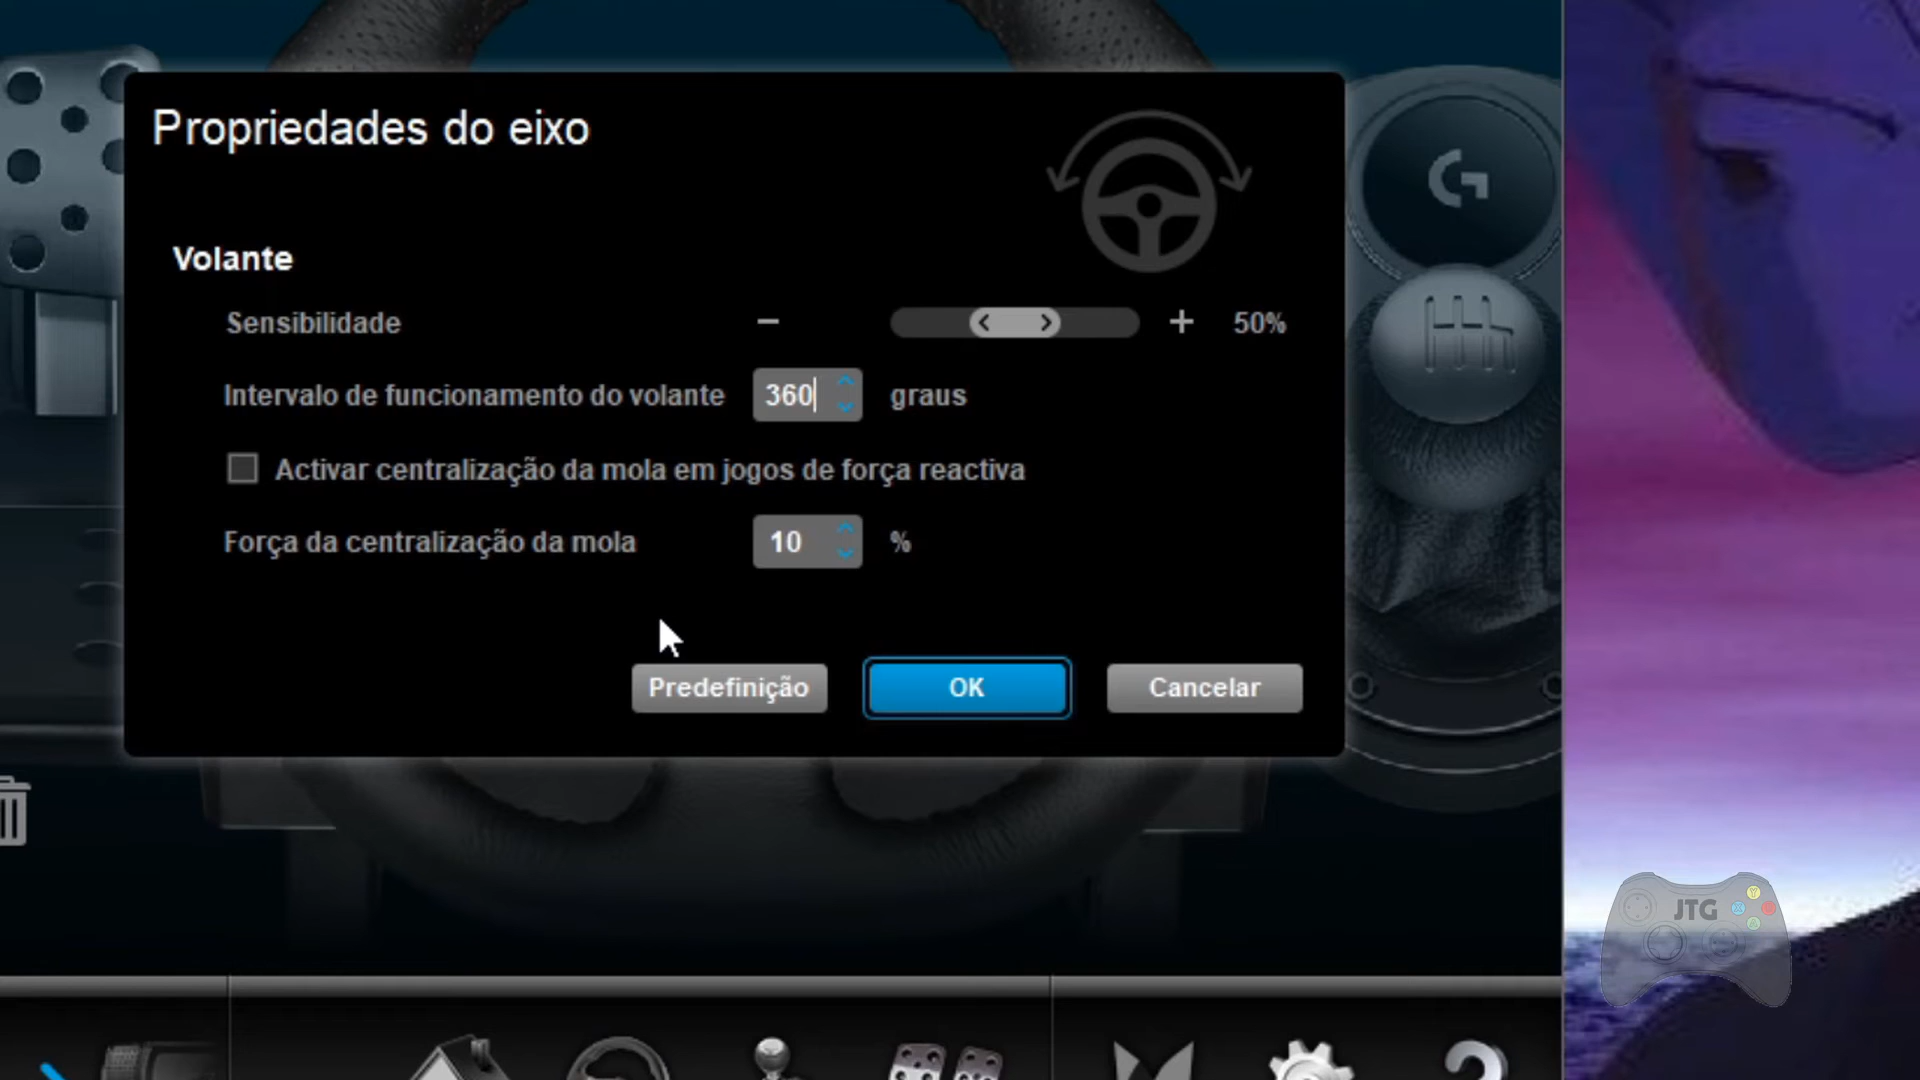 Propriedades do eixo
Volante
Sensibilidade − + 50%
Intervalo de funcionamento do volante 360 graus
Activar centralização da mola em jogos de força reactiva
Força da centralização da mola 10 %
Predefinição OK Cancelar
JTG